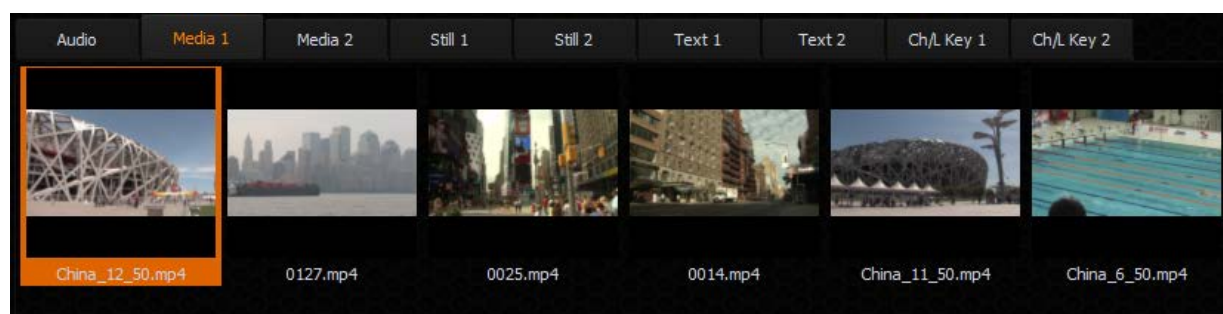 Audio Media 1 Media 2 Still 1 Still 2 Text 1 Text 2 Ch/L Key 1 Ch/L Key 2
China_12_50.mp4 0127.mp4 0025.mp4 0014.mp4 China_11_50.mp4 China_6_50.mp4